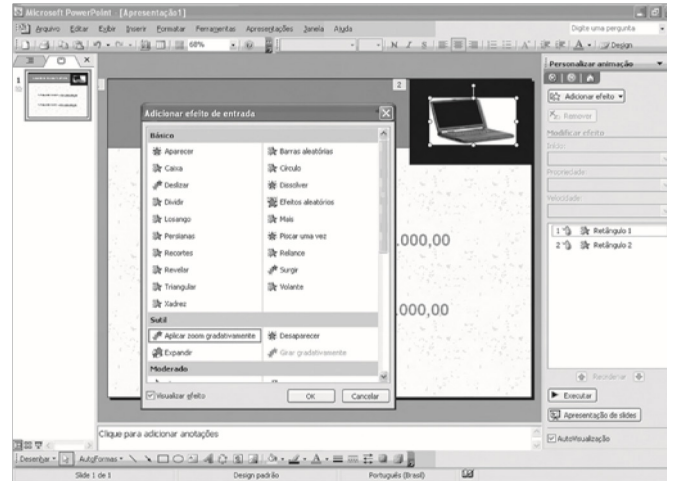 Microsoft PowerPoint - [Apresentação1]
Arquivo Editar Exibir Inserir Formatar Ferramentas Apresentações Janela Ajuda
Digite uma pergunta
68%
N I S
Design
1
2
Personalizar animação
Adicionar efeito
Remover
Modificar efeito
Início:
Propriedade:
Velocidade:
1 Retângulo 1
2 Retângulo 2
Adicionar efeito de entrada
Básico
Aparecer Barras aleatórias
Caixa Círculo
Deslizar Dissolver
Dividir Efeitos aleatórios
Losango Mais
Persianas Piscar uma vez
Recortes Relance
Revelar Surgir
Triangular Volante
Xadrez
Sutil
Aplicar zoom gradativamente Desaparecer
Expandir Girar gradativamente
Moderado
Visualizar efeito
OK Cancelar
.000,00
.000,00
Reordenar
Executar
Apresentação de slides
AutoVisualização
Clique para adicionar anotações
Desenhar AutoFormas
Slide 1 de 1 Design padrão Português (Brasil)